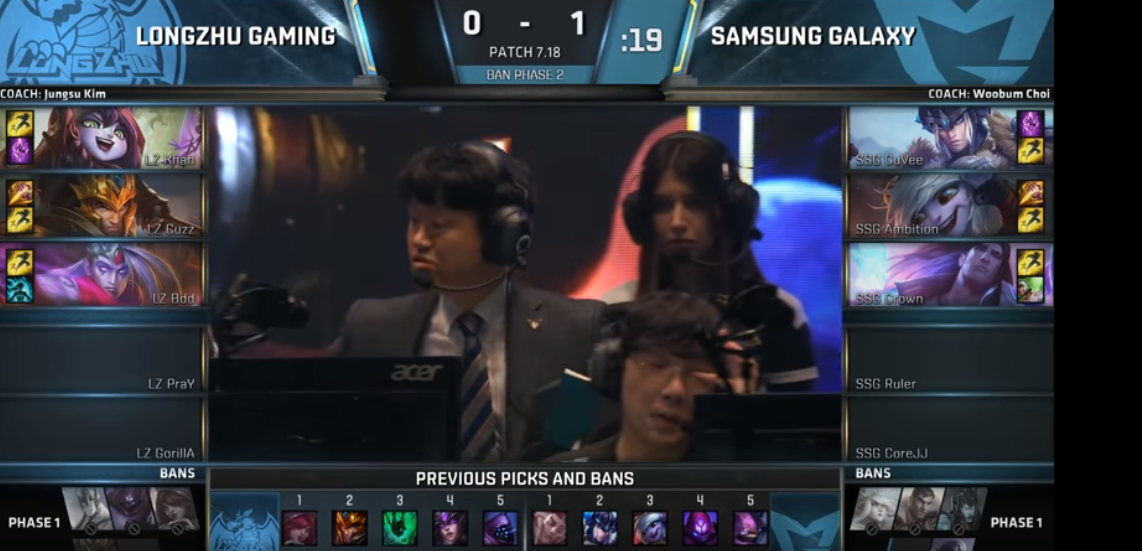 LONGZHU GAMING
0 - 1
:19
SAMSUNG GALAXY
PATCH 7.18
BAN PHASE 2
LONGZHU
COACH: Jungsu Kim
COACH: Woobum Choi
LZ Khan
SSG CuVee
LZ Cuzz
SSG Ambition
LZ Bdd
SSG Crown
acer
LZ PraY
SSG Ruler
LZ GorillA
SSG CoreJJ
BANS
PREVIOUS PICKS AND BANS
BANS
1 2 3 4 5 1 2 3 4 5
PHASE 1
PHASE 1